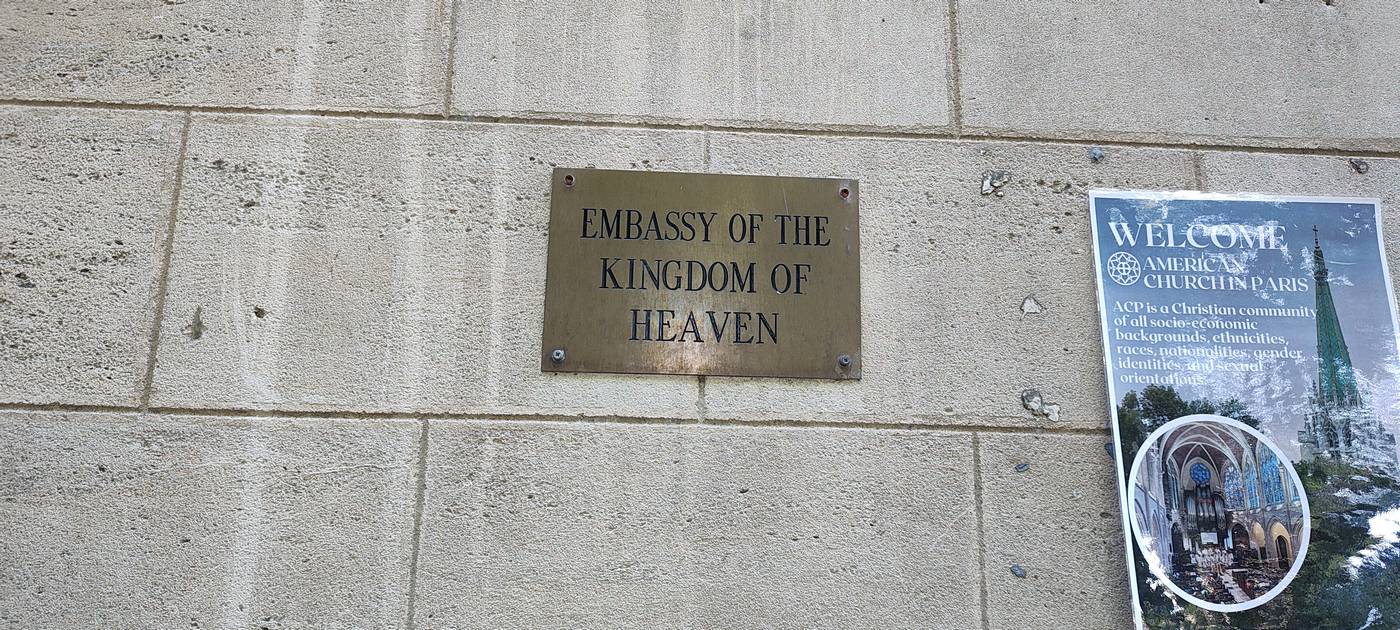 EMBASSY OF THE
KINGDOM OF
HEAVEN
WELCOME
AMERICAN
CHURCH IN PARIS
ACP is a Christian community
of all socio-economic
backgrounds, ethnicities,
races, nationalities, gender
identities, and sexual
orientations.